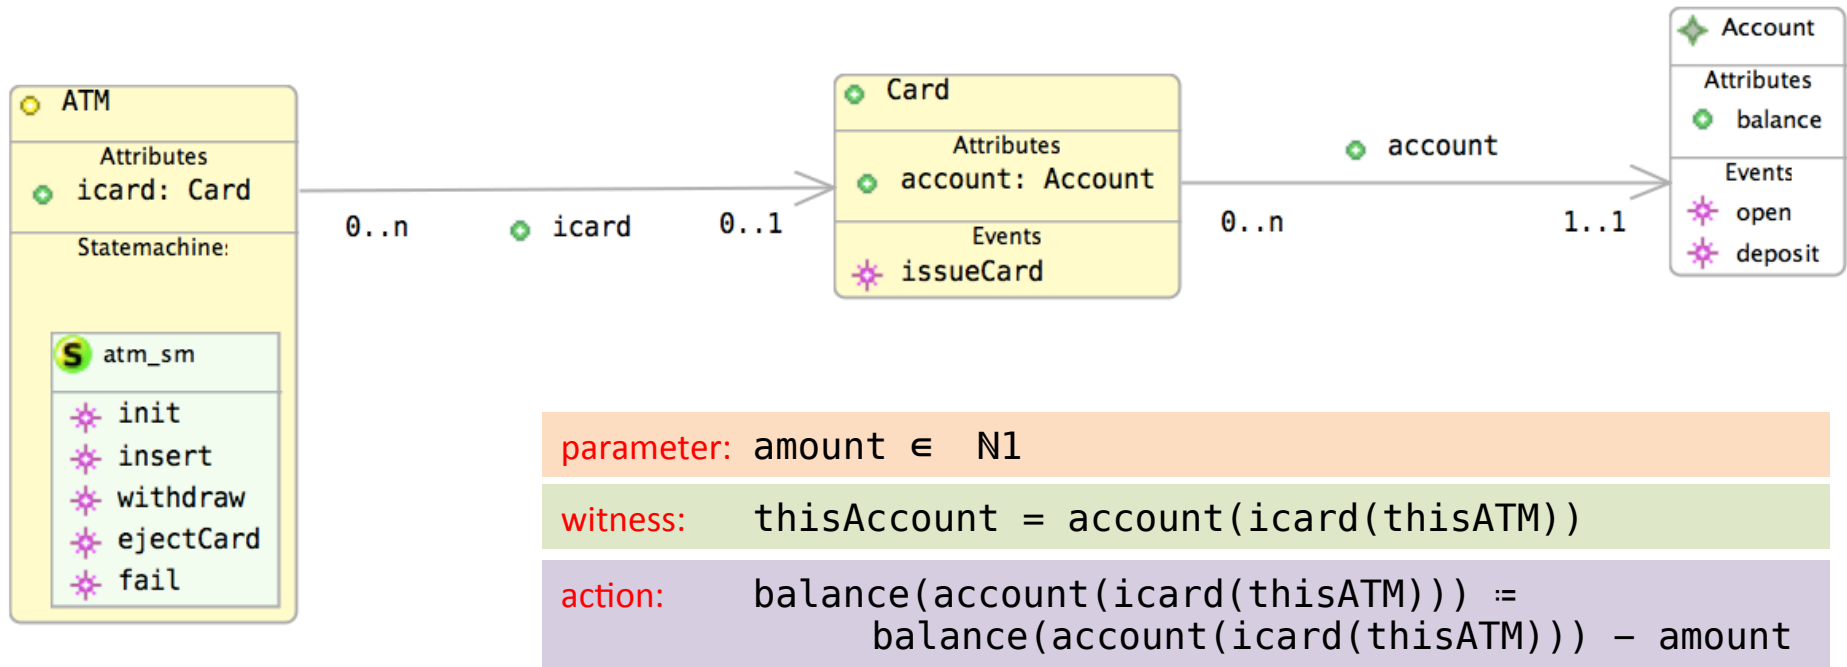 ATM
Attributes
icard: Card
Statemachine:
S atm_sm
init
insert
withdraw
ejectCard
fail
0..n
icard
0..1
Card
Attributes
account: Account
Events
issueCard
0..n
account
1..1
Account
Attributes
balance
Events
open
deposit
parameter: amount ∈ ℕ1
witness: thisAccount = account(icard(thisATM))
action: balance(account(icard(thisATM))) ≔
balance(account(icard(thisATM))) − amount